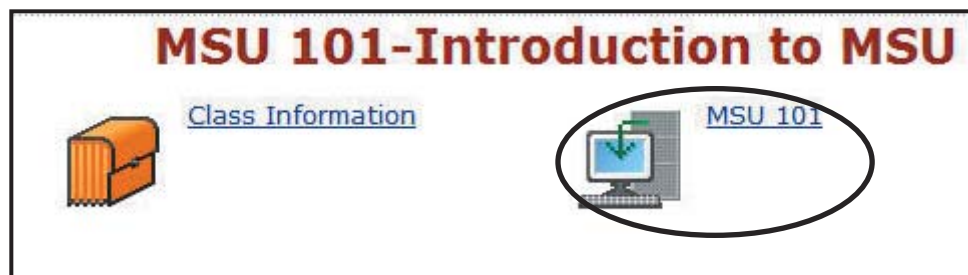 MSU 101-Introduction to MSU
Class Information
MSU 101